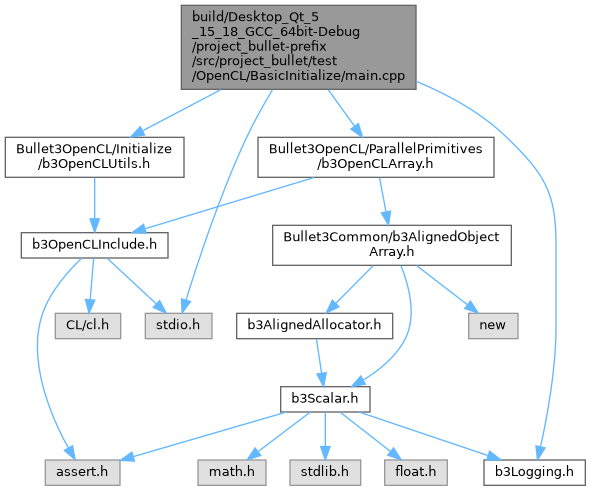 build/Desktop_Qt_5
_15_18_GCC_64bit-Debug
/project_bullet-prefix
/src/project_bullet/test
/OpenCL/BasicInitialize/main.cpp
Bullet3OpenCL/Initialize
/b3OpenCLUtils.h
Bullet3OpenCL/ParallelPrimitives
/b3OpenCLArray.h
b3OpenCLInclude.h
Bullet3Common/b3AlignedObject
Array.h
CL/cl.h
stdio.h
b3AlignedAllocator.h
new
b3Scalar.h
assert.h
math.h
stdlib.h
float.h
b3Logging.h